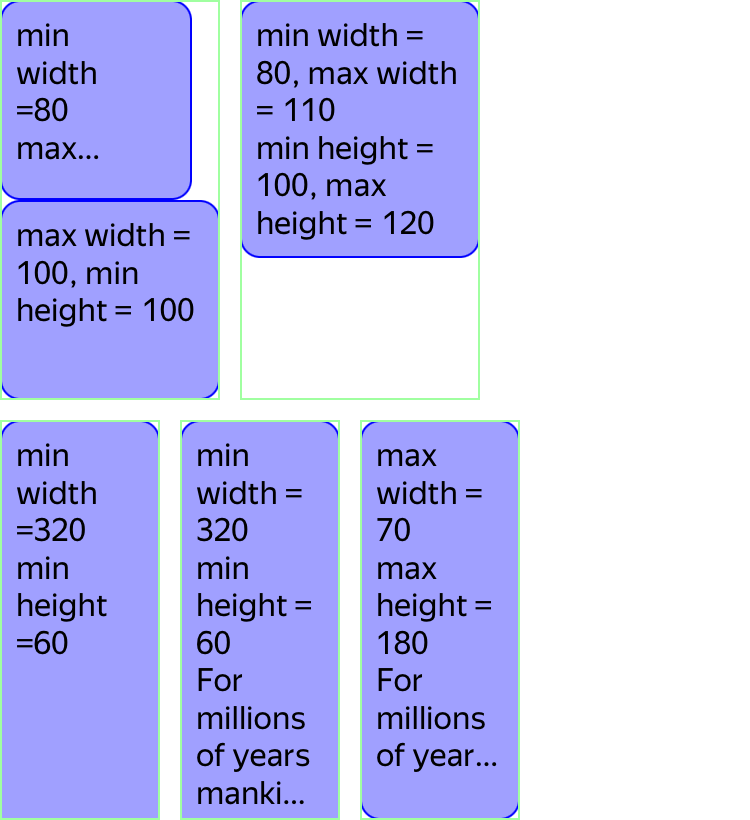 min
width
=80
max...
max width =
100, min
height = 100
min width =
80, max width
= 110
min height =
100, max
height = 120
min
width
=320
min
height
=60
min
width =
320
min
height =
60
For
millions
of years
manki...
max
width =
70
max
height =
180
For
millions
of year...